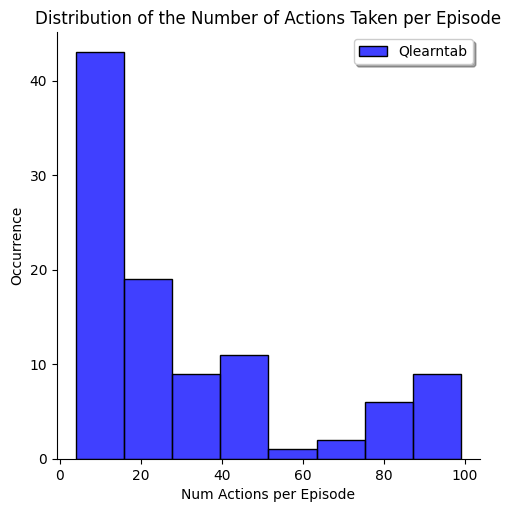 Distribution of the Number of Actions Taken per Episode
Qlearntab
40
30
20
10
0
Occurrence
0 20 40 60 80 100
Num Actions per Episode